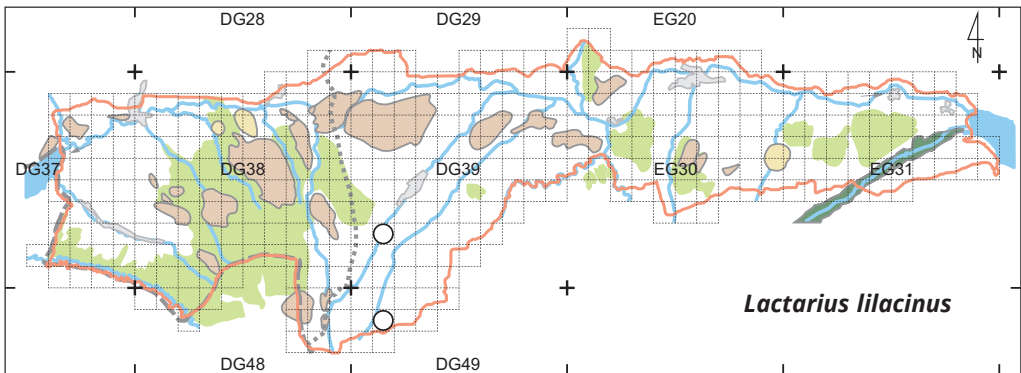 DG28 DG29 EG20
N
DG37 DG38 DG39 EG30 EG31
Lactarius lilacinus
DG48 DG49